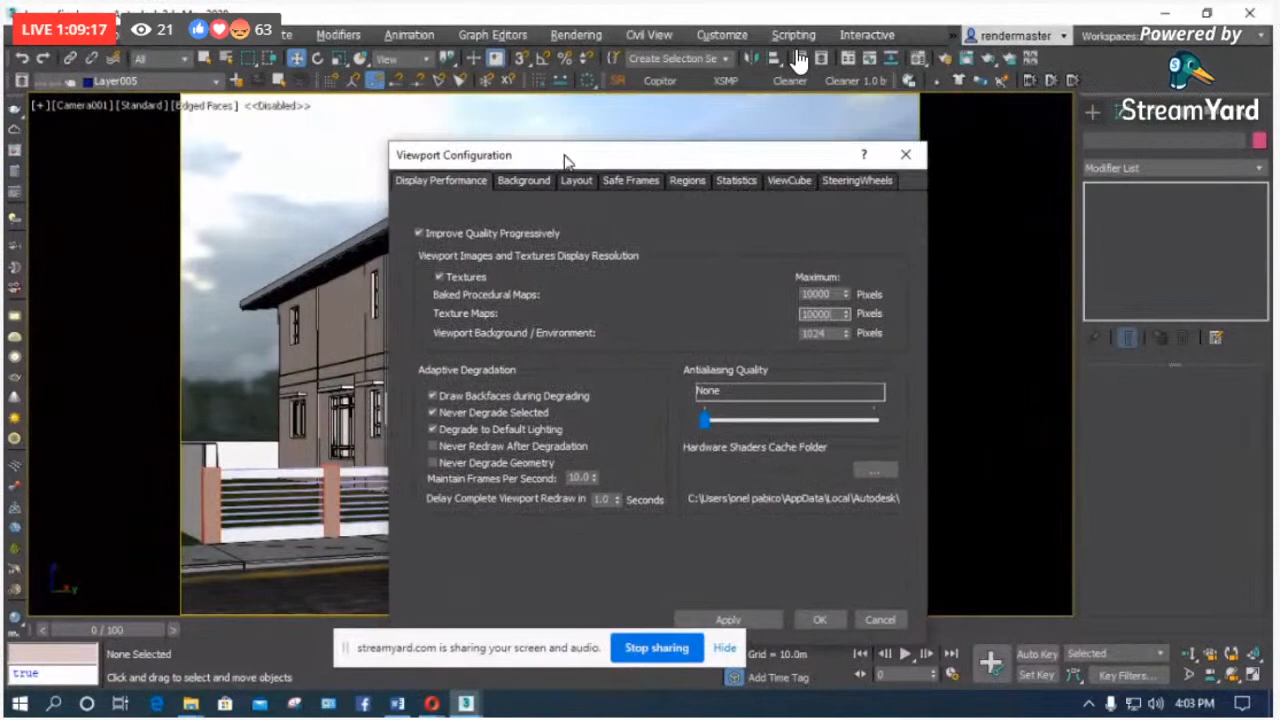 LIVE 1:09:17 21 63
Modifiers Animation Graph Editors Rendering Civil View Customize Scripting Interactive rendermaster Workspaces:
Powered by
StreamYard
All View Create Selection Se
Layer005 Copitor XSMP Cleaner Cleaner 1.0 b
[+][Camera001][Standard][Edged Faces] <<Disabled>>
Modifier List
Viewport Configuration
Display Performance Background Layout Safe Frames Regions Statistics ViewCube SteeringWheels
Improve Quality Progressively
Viewport Images and Textures Display Resolution
Textures Maximum:
Baked Procedural Maps: 10000 Pixels
Texture Maps: 10000 Pixels
Viewport Background / Environment: 1024 Pixels
Adaptive Degradation Antialiasing Quality
Draw Backfaces during Degrading None
Never Degrade Selected
Degrade to Default Lighting
Never Redraw After Degradation Hardware Shaders Cache Folder
Never Degrade Geometry ...
Maintain Frames Per Second: 10.0
Delay Complete Viewport Redraw in 1.0 Seconds C:\Users\onel pabico\AppData\Local\Autodesk\
Apply OK Cancel
0 / 100
streamyard.com is sharing your screen and audio. Stop sharing Hide
None Selected Grid = 10.0m Auto Key Selected
true Click and drag to select and move objects Add Time Tag 0 Set Key Key Filters...
4:03 PM